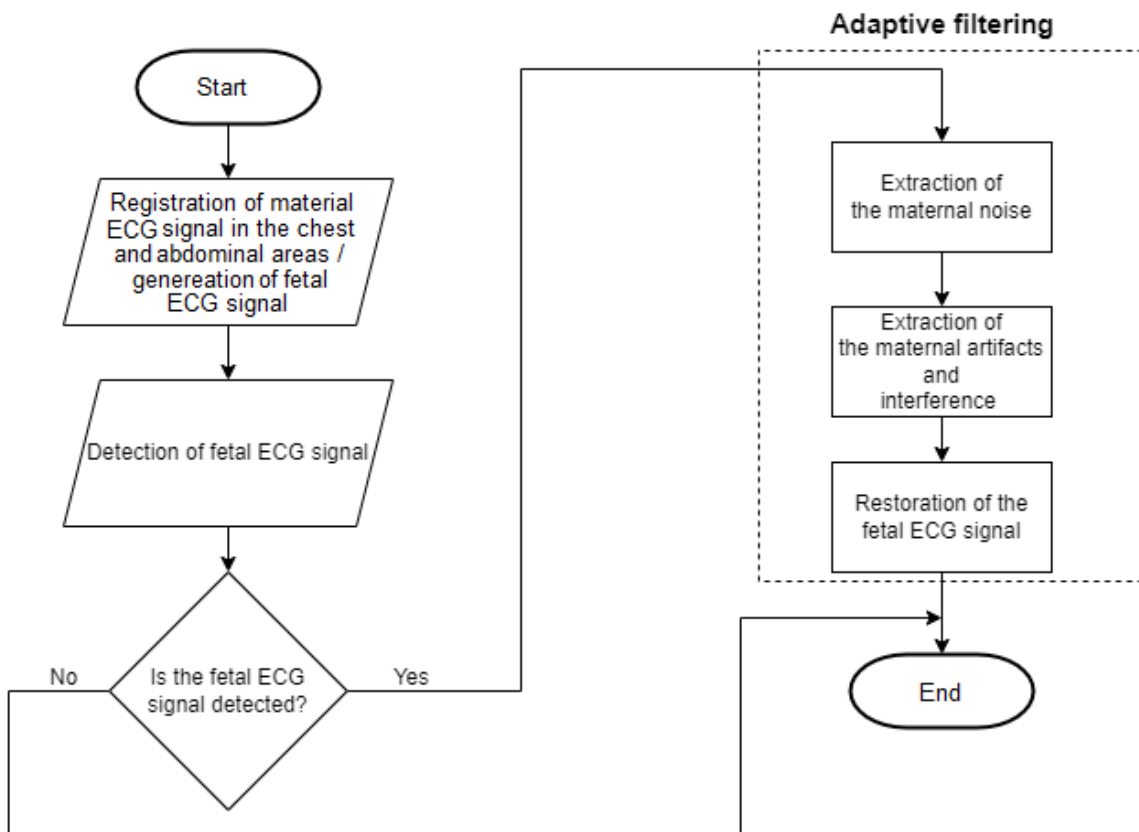 Start
Registration of material
ECG signal in the chest
and abdominal areas /
genereation of fetal
ECG signal
Detection of fetal ECG signal
Is the fetal ECG
signal detected?
No
Yes
Adaptive filtering
Extraction of
the maternal noise
Extraction of
the maternal artifacts
and
interference
Restoration of the
fetal ECG signal
End